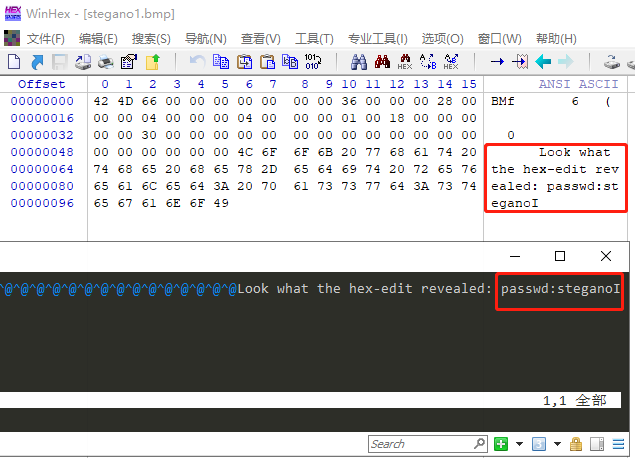 WinHex - [stegano1.bmp]
文件(F) 编辑(E) 搜索(S) 导航(N) 查看(V) 工具(T) 专业工具(I) 选项(O) 窗口(W) 帮助(H)
Offset 0 1 2 3 4 5 6 7 8 9 10 11 12 13 14 15 ANSI ASCII
00000000 42 4D 66 00 00 00 00 00 00 00 36 00 00 00 28 00 BMf 6 (
00000016 00 00 04 00 00 00 04 00 00 00 01 00 18 00 00 00
00000032 00 00 30 00 00 00 00 00 00 00 00 00 00 00 00 00 0
00000048 00 00 00 00 00 00 4C 6F 6F 6B 20 77 68 61 74 20 Look what
00000064 74 68 65 20 68 65 78 2D 65 64 69 74 20 72 65 76 the hex-edit rev
00000080 65 61 6C 65 64 3A 20 70 61 73 73 77 64 3A 73 74 ealed: passwd:st
00000096 65 67 61 6E 6F 49 eganoI
^@^@^@^@^@^@^@^@^@^@^@^@^@^@^@^@Look what the hex-edit revealed: passwd:steganoI
1,1 全部
Search